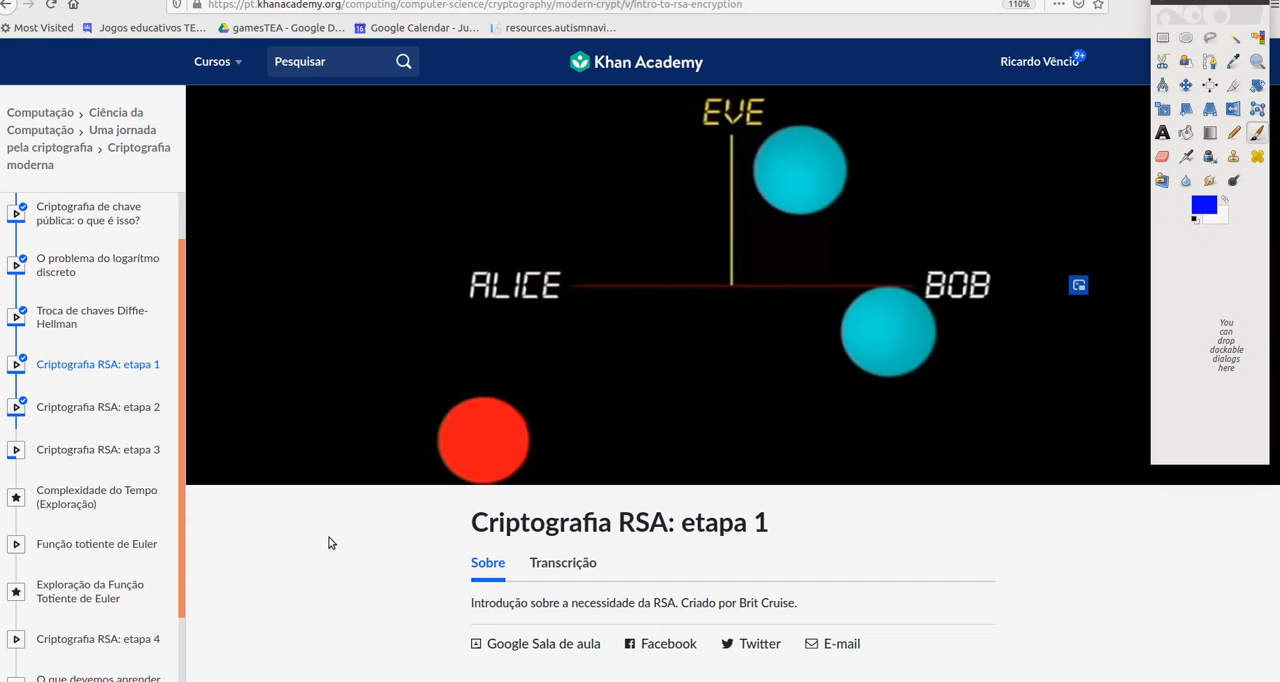 https://pt.khanacademy.org/computing/computer-science/cryptography/modern-crypt/v/intro-to-rsa-encryption
110%
Most Visited
Jogos educativos TE...
gamesTEA - Google D...
Google Calendar - Ju...
resources.autismnavi...
Cursos
Pesquisar
Khan Academy
Ricardo Vêncio
9+
Computação > Ciência da
Computação > Uma jornada
pela criptografia > Criptografia
moderna
Criptografia de chave
pública: o que é isso?
O problema do logarítmo
discreto
Troca de chaves Diffie-
Hellman
Criptografia RSA: etapa 1
Criptografia RSA: etapa 2
Criptografia RSA: etapa 3
Complexidade do Tempo
(Exploração)
Função totiente de Euler
Exploração da Função
Totiente de Euler
Criptografia RSA: etapa 4
O que devemos aprender
EVE
ALICE
BOB
Criptografia RSA: etapa 1
Sobre
Transcrição
Introdução sobre a necessidade da RSA. Criado por Brit Cruise.
Google Sala de aula
Facebook
Twitter
E-mail
You
can
drop
dockable
dialogs
here